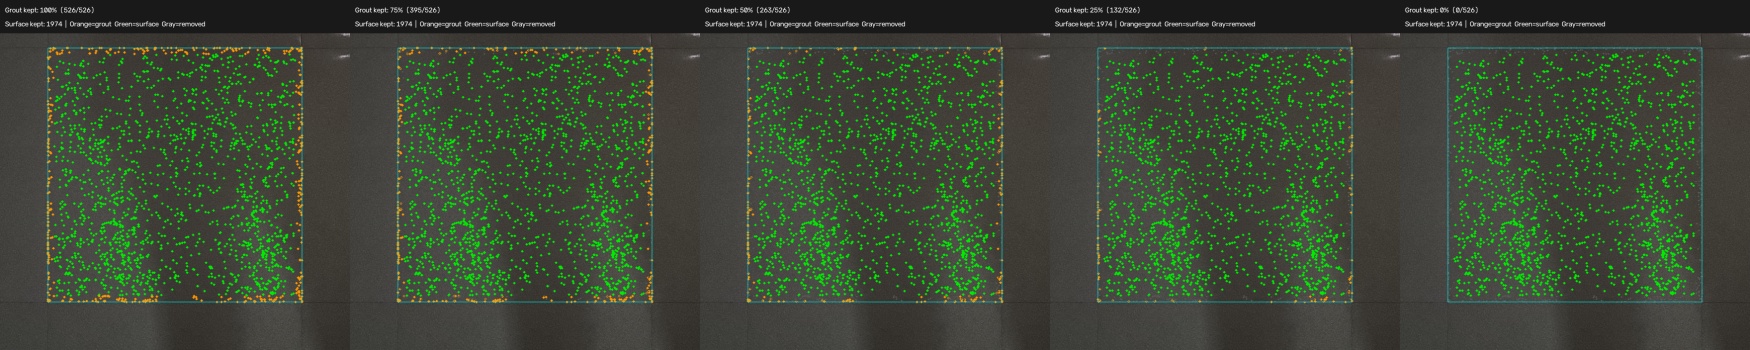 Grout kept: 100% (526/526)
Surface kept: 1974 | Orange=grout Green=surface Gray=removed
Grout kept: 75% (395/526)
Surface kept: 1974 | Orange=grout Green=surface Gray=removed
Grout kept: 50% (263/526)
Surface kept: 1974 | Orange=grout Green=surface Gray=removed
Grout kept: 25% (132/526)
Surface kept: 1974 | Orange=grout Green=surface Gray=removed
Grout kept: 0% (0/526)
Surface kept: 1974 | Orange=grout Green=surface Gray=removed